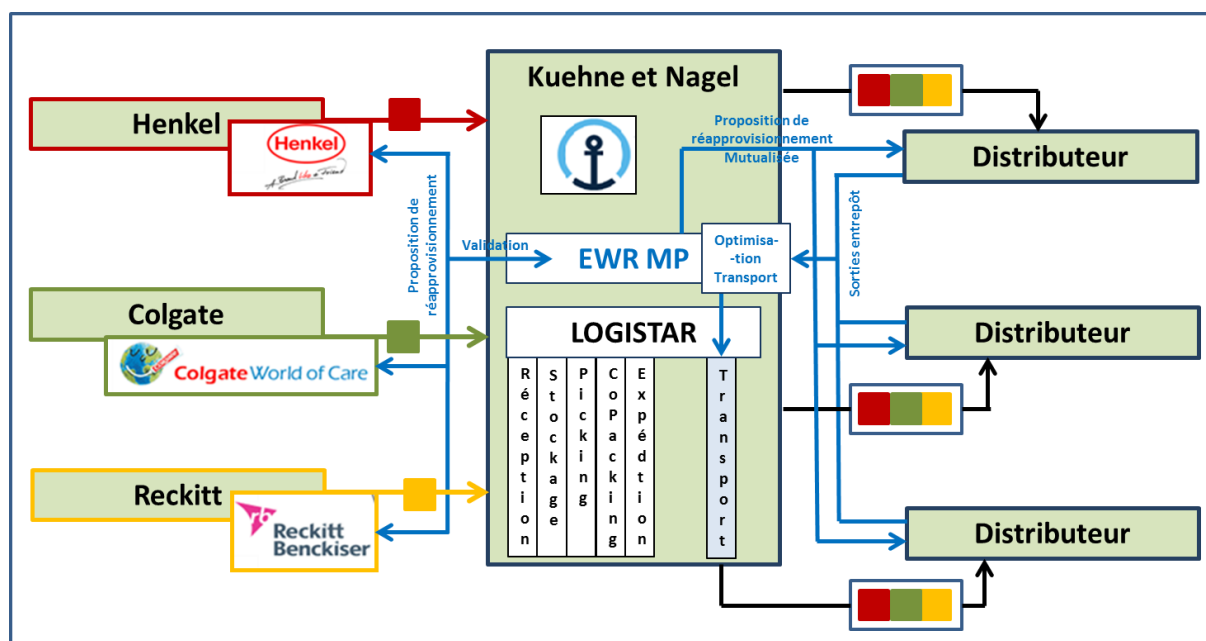 Kuehne et Nagel
Henkel
Henkel
A Brand like a Friend
Proposition de
réapprovisionnement
Validation
EWR MP
Optimisa-
-tion
Transport
Proposition de
réapprovisionnement
Mutualisée
Distributeur
Sorties entrepôt
Colgate
Colgate World of Care
LOGISTAR
Réception
Stockage
Picking
CoPacking
Expédtion
Transport
Distributeur
Reckitt
rb
Reckitt
Benckiser
Distributeur